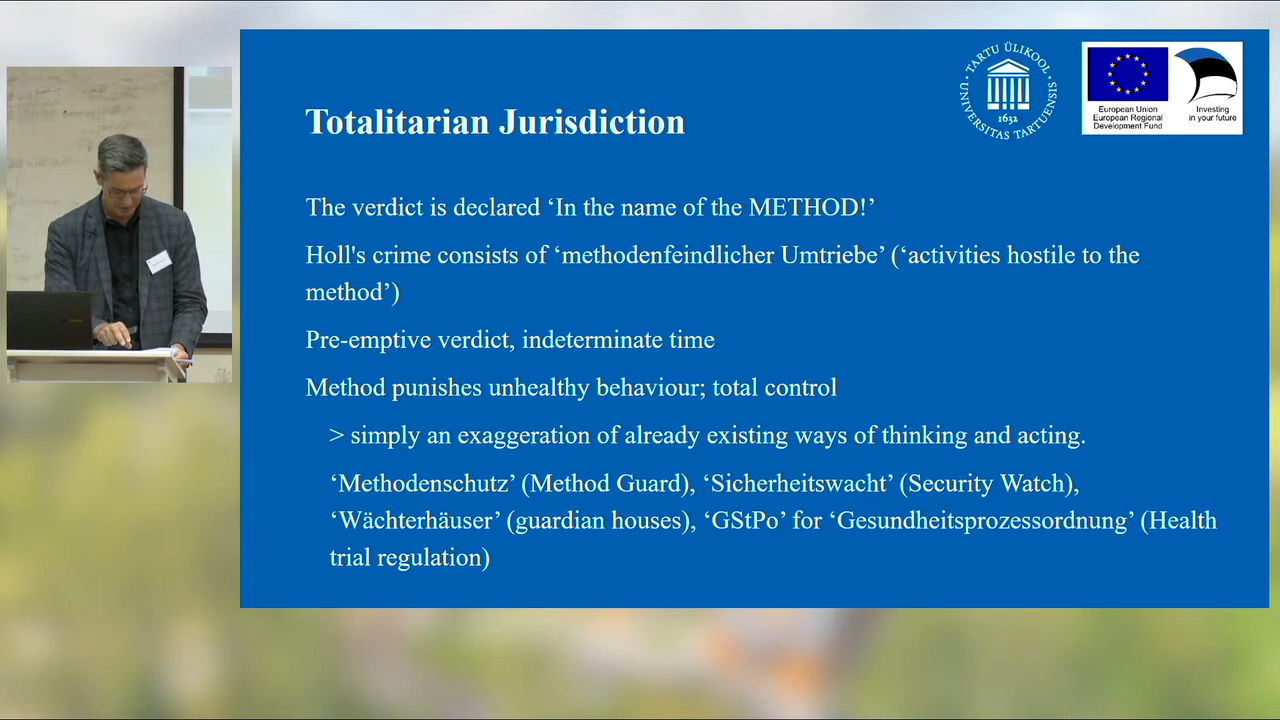 TARTU ÜLIKOOL
UNIVERSITAS TARTUENSIS
1632
European Union
European Regional
Development Fund
Investing
in your future
Totalitarian Jurisdiction
The verdict is declared ‘In the name of the METHOD!’
Holl's crime consists of ‘methodenfeindlicher Umtriebe’ (‘activities hostile to the
method’)
Pre-emptive verdict, indeterminate time
Method punishes unhealthy behaviour; total control
> simply an exaggeration of already existing ways of thinking and acting.
‘Methodenschutz’ (Method Guard), ‘Sicherheitswacht’ (Security Watch),
‘Wächterhäuser’ (guardian houses), ‘GStPo’ for ‘Gesundheitsprozessordnung’ (Health
trial regulation)